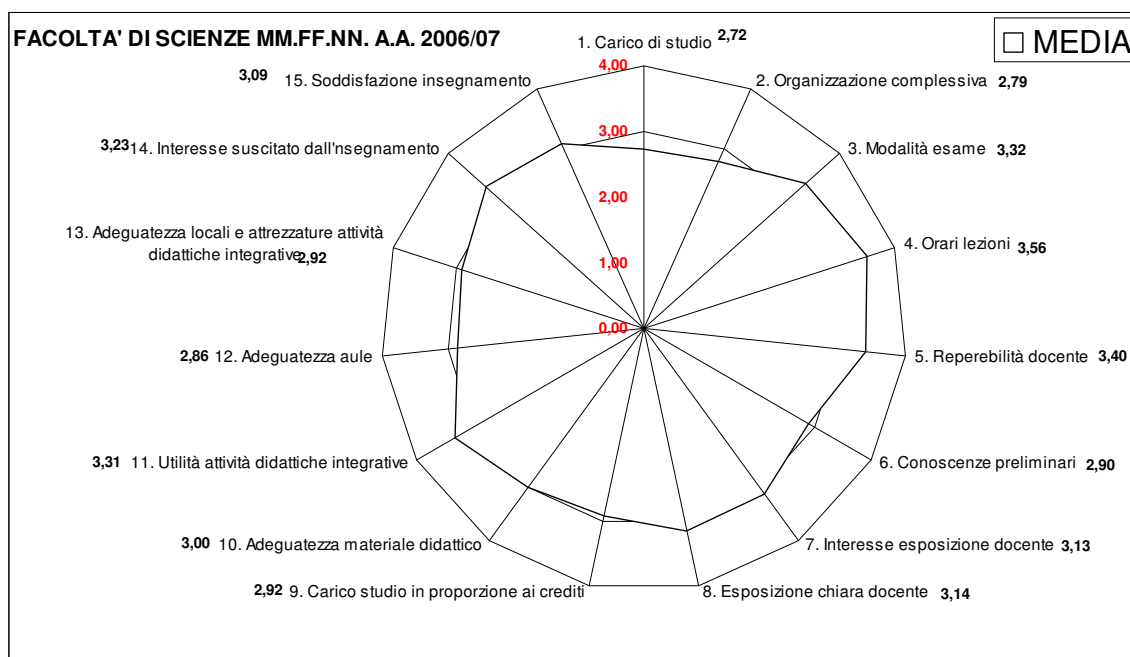 FACOLTA' DI SCIENZE MM.FF.NN. A.A. 2006/07
□ MEDIA
1. Carico di studio 2,72
2. Organizzazione complessiva 2,79
3. Modalità esame 3,32
4. Orari lezioni 3,56
5. Reperebilità docente 3,40
6. Conoscenze preliminari 2,90
7. Interesse esposizione docente 3,13
8. Esposizione chiara docente 3,14
2,92 9. Carico studio in proporzione ai crediti
3,00 10. Adeguatezza materiale didattico
3,31 11. Utilità attività didattiche integrative
2,86 12. Adeguatezza aule
13. Adeguatezza locali e attrezzature attività
didattiche integrative 2,92
3,23 14. Interesse suscitato dall'nsegnamento
3,09 15. Soddisfazione insegnamento
4,00
3,00
2,00
1,00
0,00